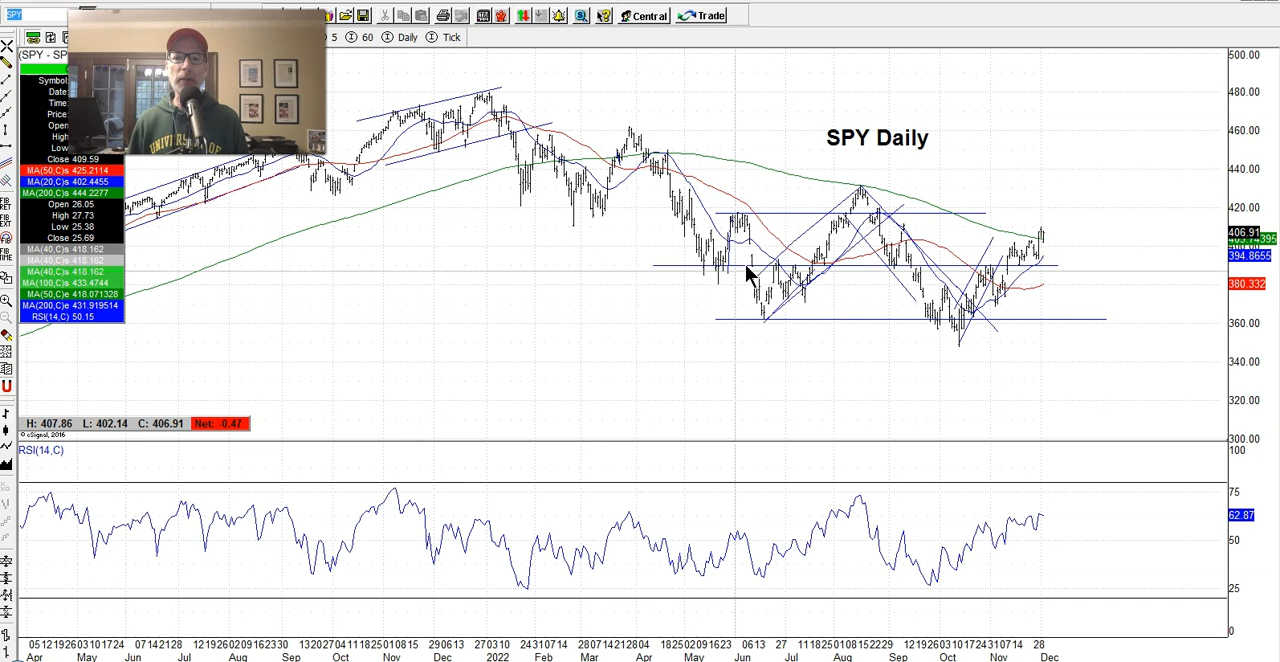 SPY
5 60 Daily Tick
Central
Trade
(SPY - SP
Symbol
Date:
Time:
Price:
Open
High
Low
Close 409.59
MA(50,C)s 425.2114
MA(20,C)s 402.4455
MA(200,C)s 444.2277
Open 26.05
High 27.73
Low 25.38
Close 25.69
MA(40,C)s 418.162
MA(40,C)s 418.162
MA(40,C)s 418.162
MA(100,C)s 433.4744
MA(50,C)e 418.071328
MA(200,C)e 431.919514
RSI(14,C) 50.15
UNIVERS
SPY Daily
500.00
480.00
460.00
440.00
420.00
406.91
394.8655
380.332
360.00
340.00
320.00
300.00
H: 407.86 L: 402.14 C: 406.91 Net: -0.47
© eSignal, 2016
RSI(14,C)
100
75
62.87
50
25
0
Apr May Jun Jul Aug Sep Oct Nov Dec 2022 Feb Mar Apr May Jun Jul Aug Sep Oct Nov Dec